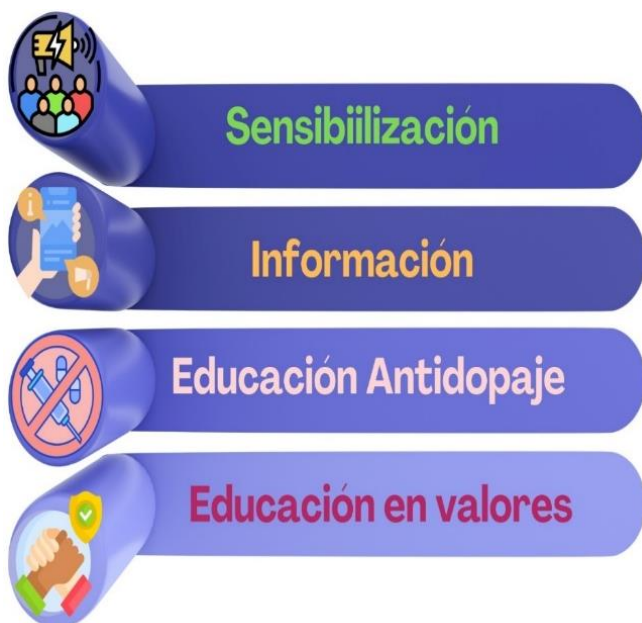 Sensibiilización
Información
Educación Antidopaje
Educación en valores